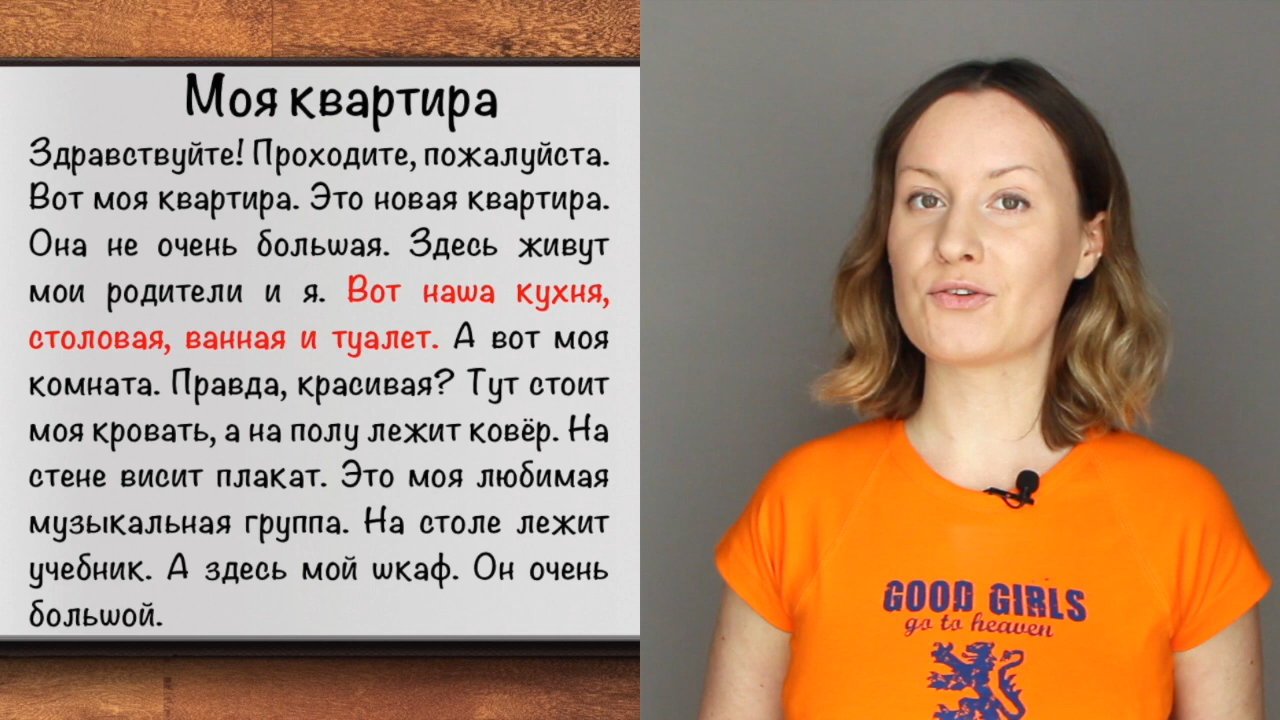 Моя квартира
Здравствуйте! Проходите, пожалуйста.
Вот моя квартира. Это новая квартира.
Она не очень большая. Здесь живут
мои родители и я. Вот наша кухня,
столовая, ванная и туалет. А вот моя
комната. Правда, красивая? Тут стоит
моя кровать, а на полу лежит ковёр. На
стене висит плакат. Это моя любимая
музыкальная группа. На столе лежит
учебник. А здесь мой шкаф. Он очень
большой.
GOOD GIRLS
go to heaven